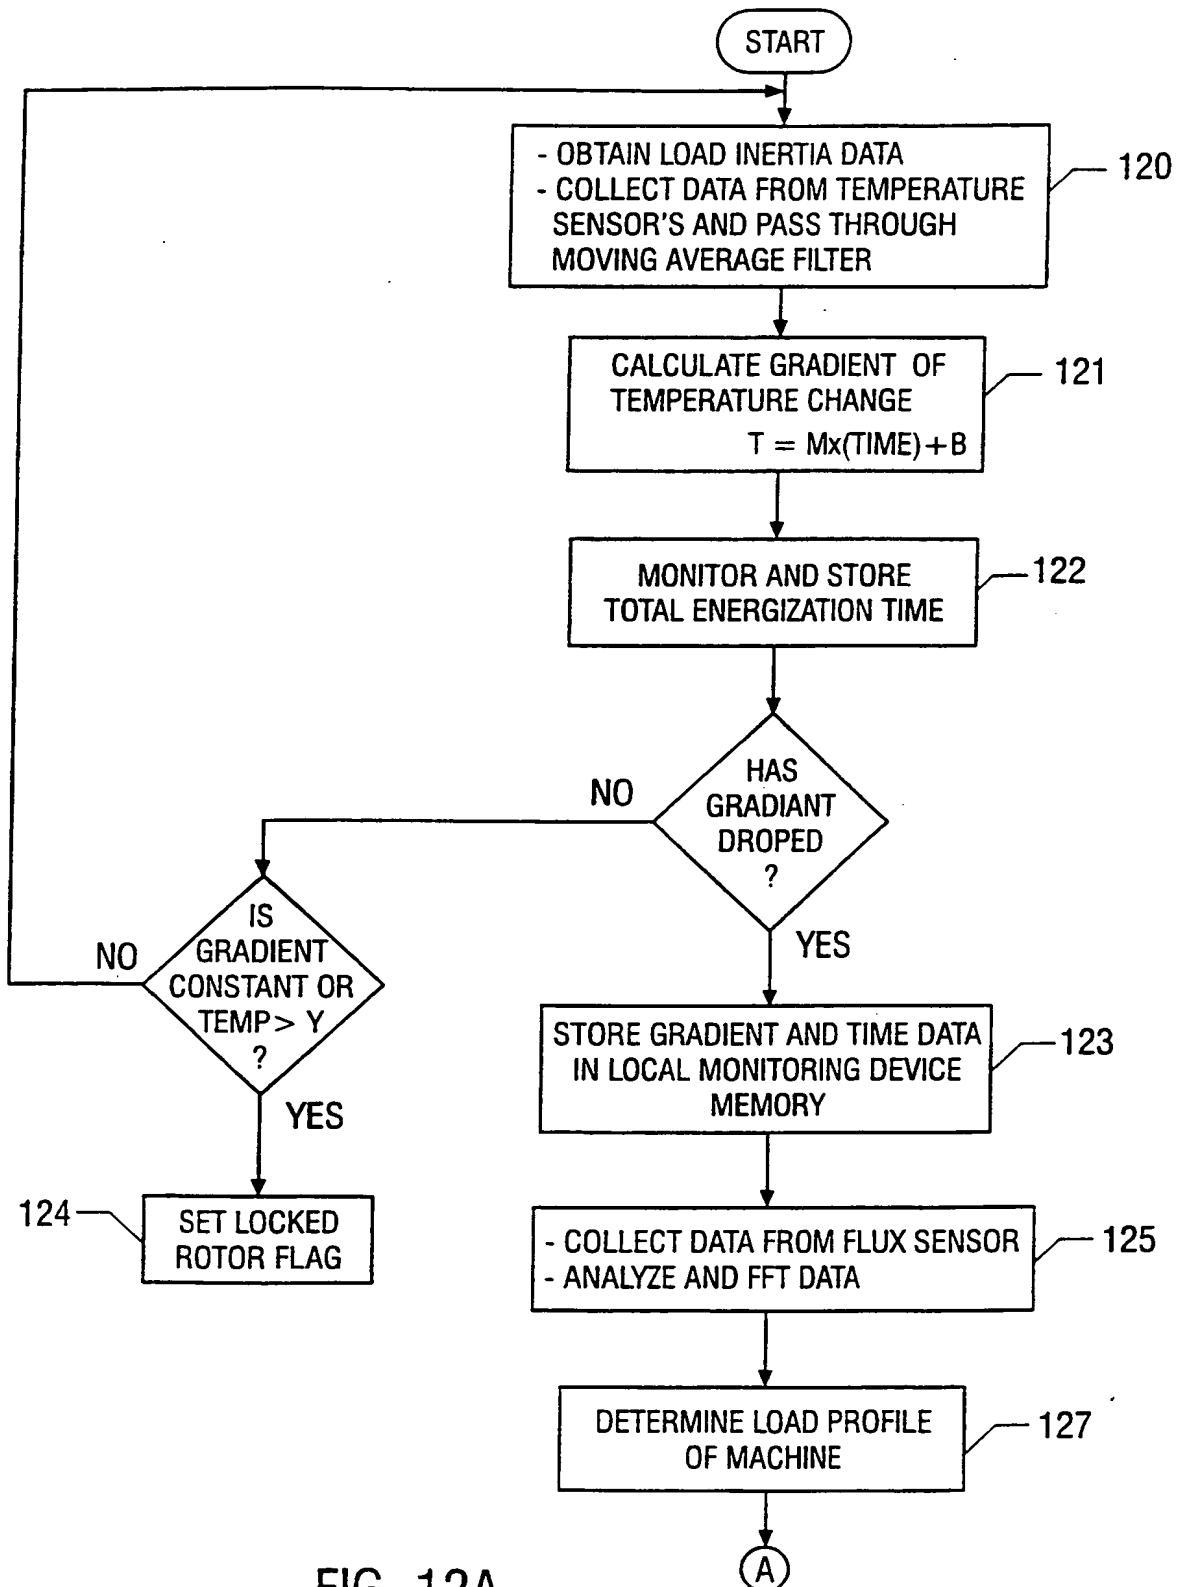 START
- OBTAIN LOAD INERTIA DATA
- COLLECT DATA FROM TEMPERATURE
SENSOR'S AND PASS THROUGH
MOVING AVERAGE FILTER
120
CALCULATE GRADIENT OF
TEMPERATURE CHANGE
T = Mx(TIME)+B
121
MONITOR AND STORE
TOTAL ENERGIZATION TIME
122
HAS
GRADIANT
DROPED
?
NO
YES
IS
GRADIENT
CONSTANT OR
TEMP> Y
?
NO
YES
STORE GRADIENT AND TIME DATA
IN LOCAL MONITORING DEVICE
MEMORY
123
124
SET LOCKED
ROTOR FLAG
- COLLECT DATA FROM FLUX SENSOR
- ANALYZE AND FFT DATA
125
DETERMINE LOAD PROFILE
OF MACHINE
127
A
FIG. 12A